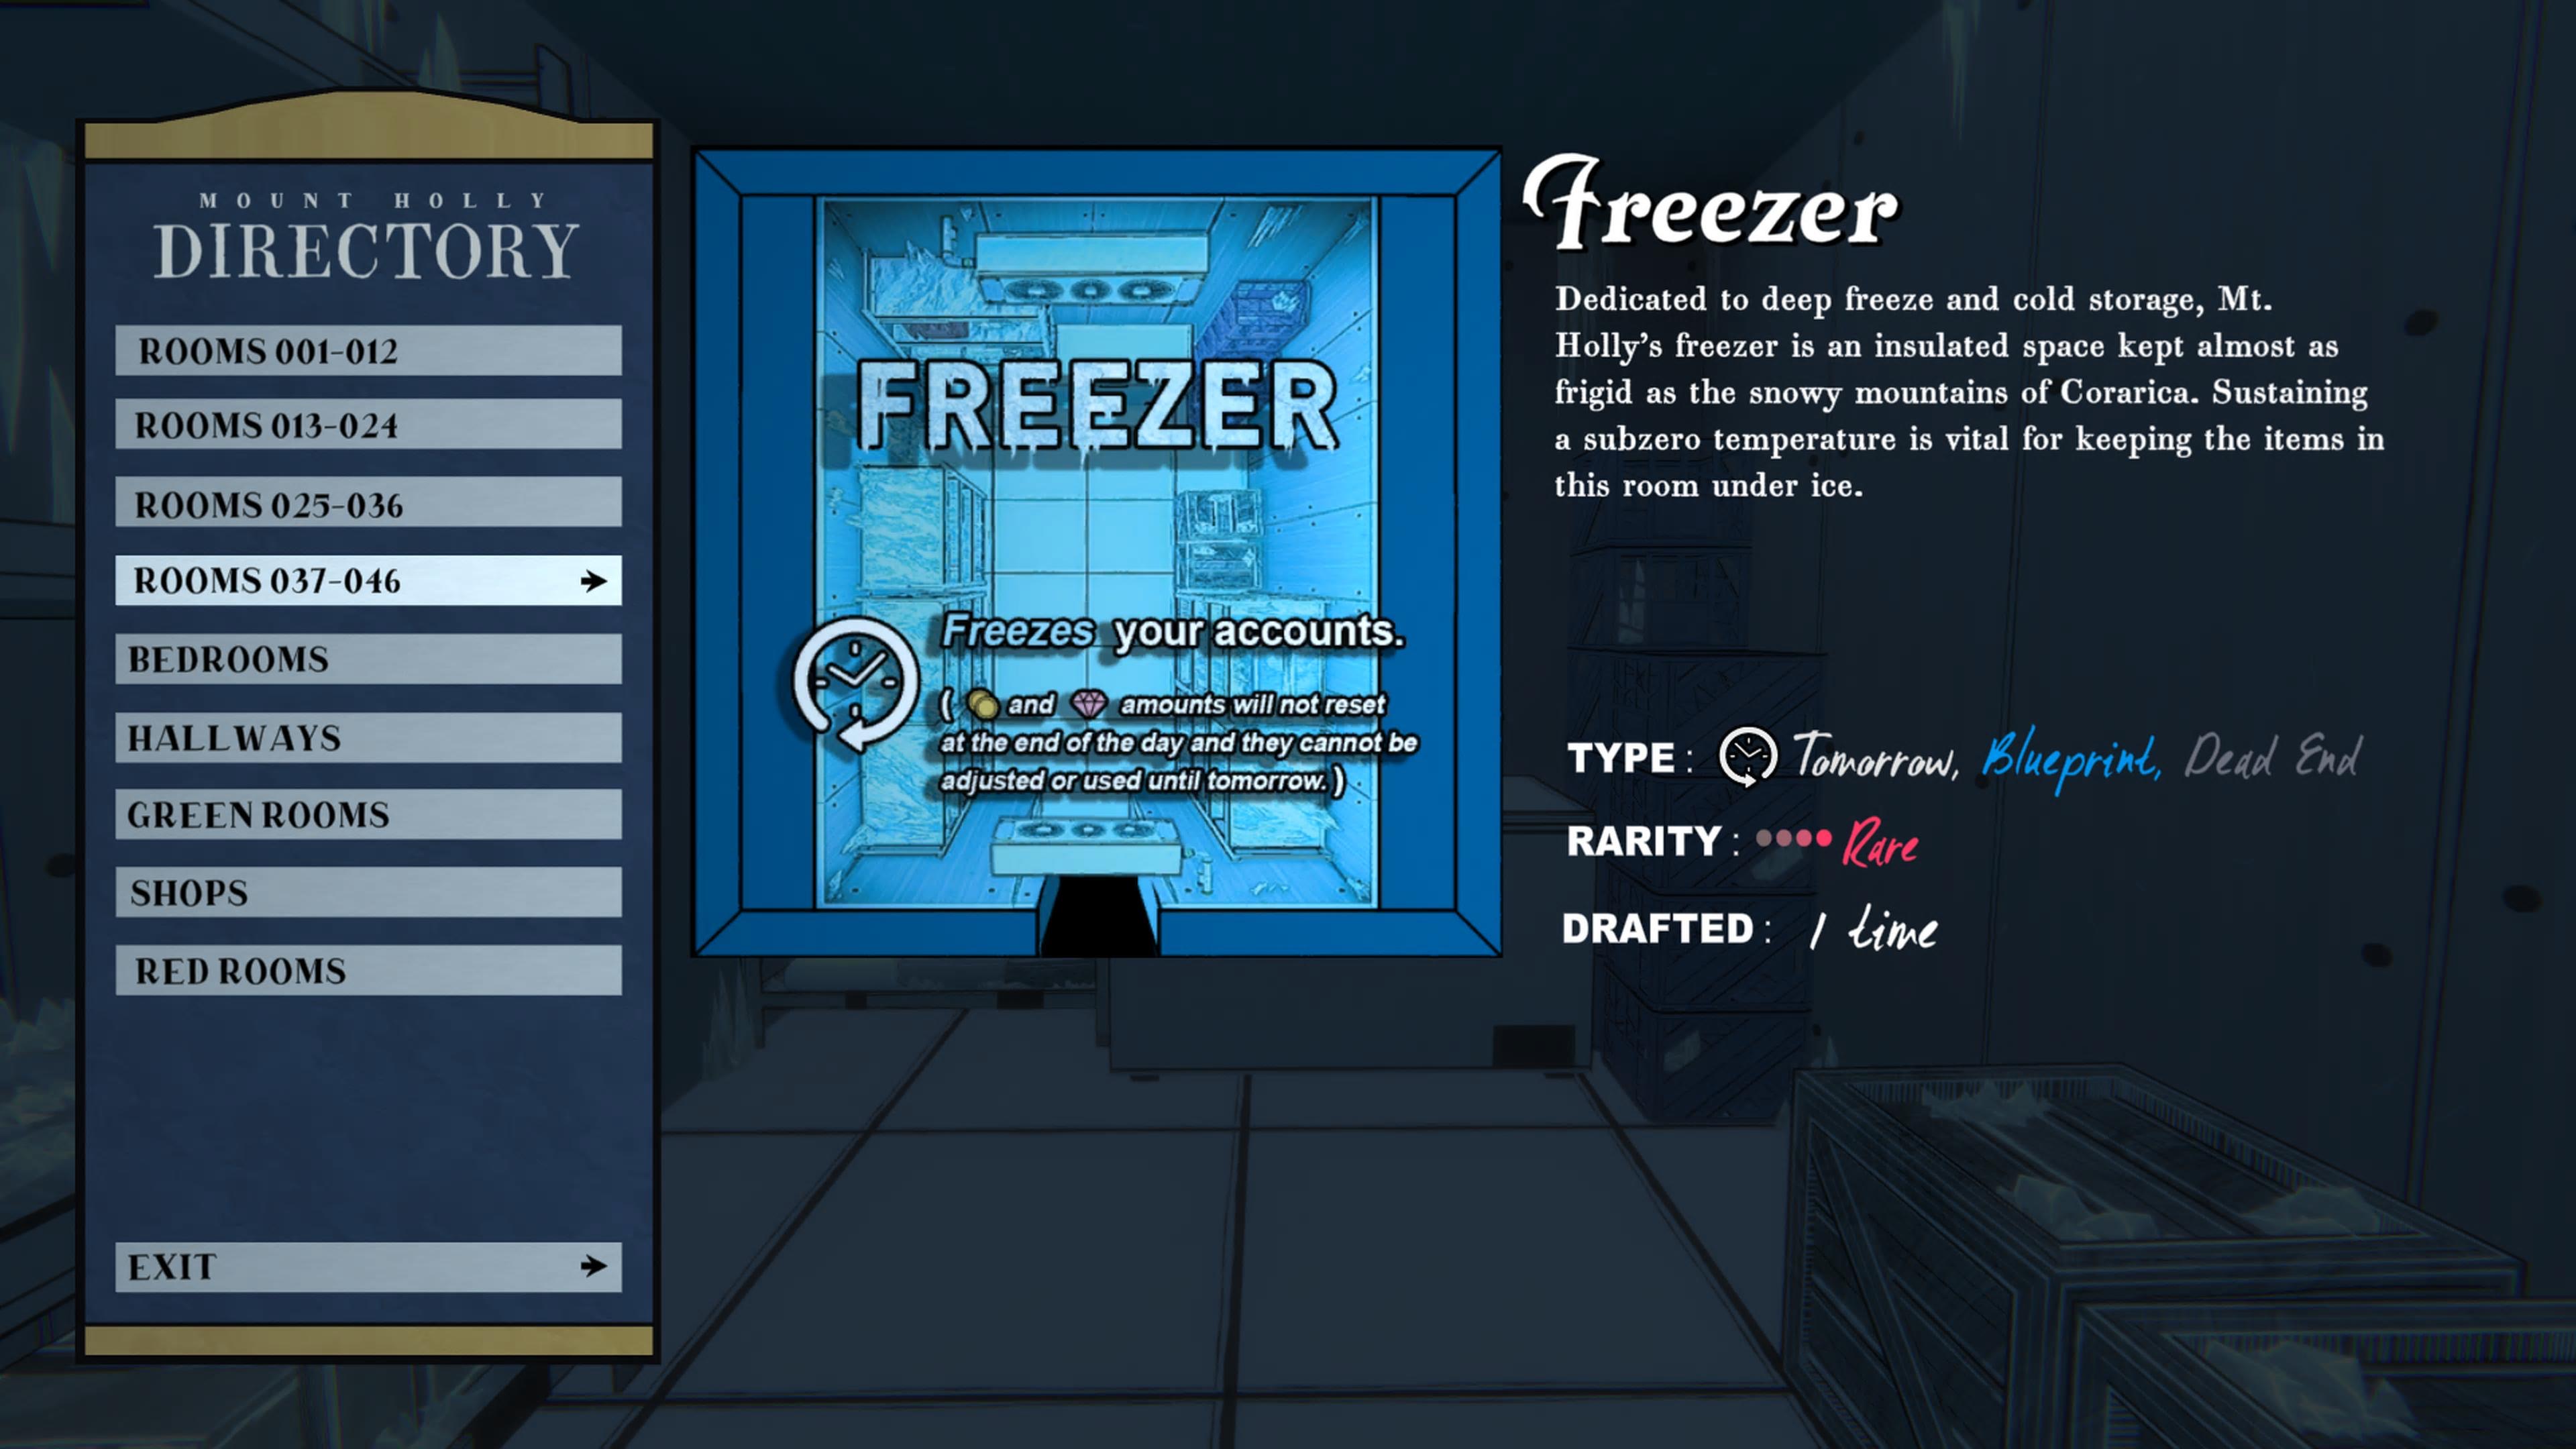 MOUNT HOLLY
DIRECTORY
ROOMS 001-012
ROOMS 013-024
ROOMS 025-036
ROOMS 037-046
BEDROOMS
HALLWAYS
GREEN ROOMS
SHOPS
RED ROOMS
EXIT
FREEZER
Freezes your accounts.
( and amounts will not reset
at the end of the day and they cannot be
adjusted or used until tomorrow. )
Freezer
Dedicated to deep freeze and cold storage, Mt.
Holly's freezer is an insulated space kept almost as
frigid as the snowy mountains of Corarica. Sustaining
a subzero temperature is vital for keeping the items in
this room under ice.
TYPE : Tomorrow, Blueprint, Dead End
RARITY : Rare
DRAFTED : 1 time